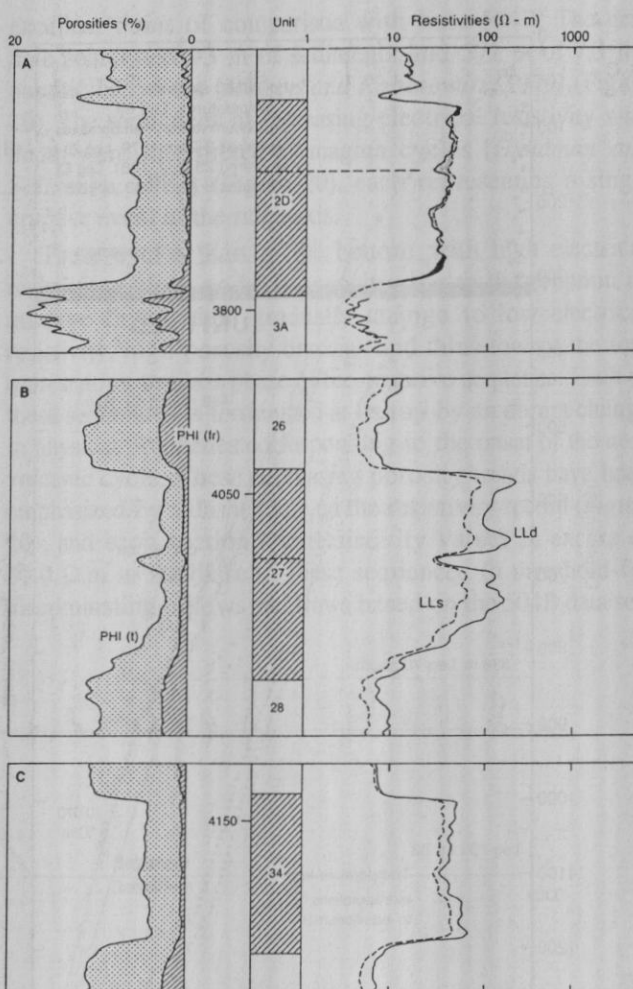 Porosities (%) Unit Resistivities (Ω - m)
20 0 1 10 100 1000
A
2D
3800
3A
B
PHI (fr)
26
4050
LLd
27
LLs
PHI (t)
28
C
4150
34